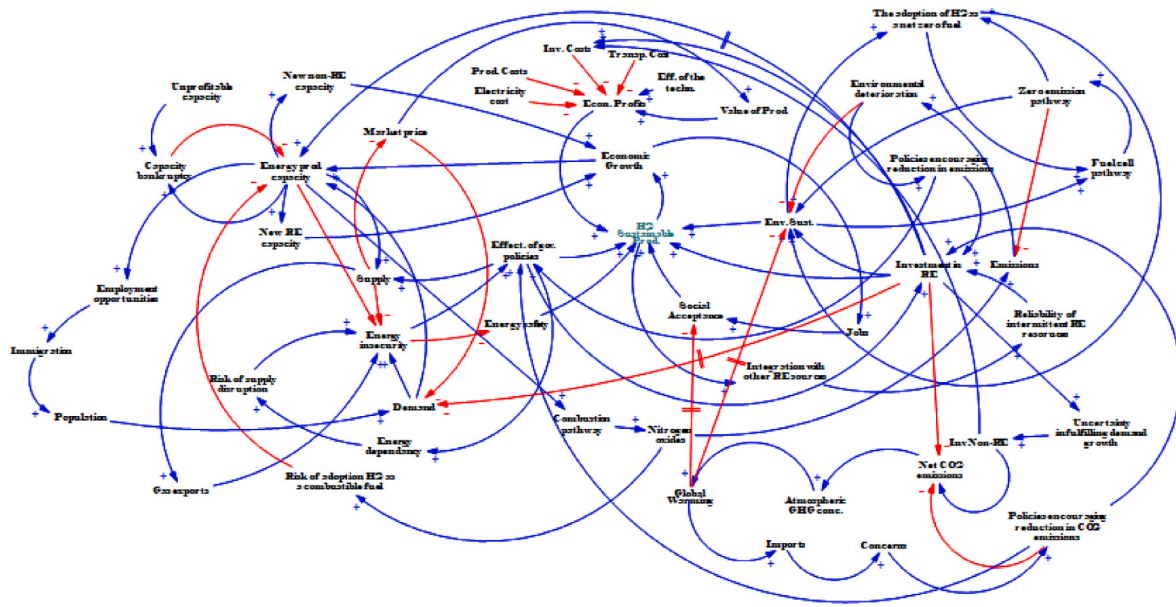 The adoption of H2 as
a net zero fuel
Inv. Costs
Transp. Cost
Prod. Costs
Eff. of the
techn.
Electricity
cost
Econ. Profits
Value of Prod
Unprofitable
capacity
New non-RE
capacity
Environmental
deterioration
Zero emission
pathway
Market price
Capacity
bankruptcy
Energy prod
capacity
Economic
Growth
Policies encouraging
reduction in emissions
Fuel cell
pathway
New RE
capacity
H2
Sustainable
Prod.
Env. Sust.
Effect. of gov.
policies
Supply
Investment in
RE
Emissions
Employment
opportunities
Social
Acceptance
Jobs
Reliability of
intermittent RE
resources
Energy
insecurity
Energy safety
Immigration
Risk of supply
disruption
Integration with
other RE sources
Population
Demand
Combustion
pathway
Nitrogen
oxides
Uncertainty
in fulfilling demand
growth
Inv Non-RE
Energy
dependency
Net CO2
emissions
Gas exports
Risk of adoption H2 as
a combustible fuel
Global
Warming
Atmospheric
GHG conc.
Policies encouraging
reduction in CO2
emissions
Imports
Concerns